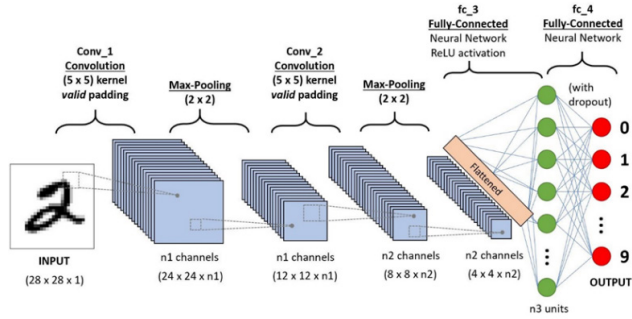 fc_3
Fully-Connected
Neural Network
ReLU activation
fc_4
Fully-Connected
Neural Network
Conv_1
Convolution
(5 x 5) kernel
valid padding
Max-Pooling
(2 x 2)
Conv_2
Convolution
(5 x 5) kernel
valid padding
Max-Pooling
(2 x 2)
(with
dropout)
Flattened
0
1
2
9
INPUT
(28 x 28 x 1)
n1 channels
(24 x 24 x n1)
n1 channels
(12 x 12 x n1)
n2 channels
(8 x 8 x n2)
n2 channels
(4 x 4 x n2)
n3 units
OUTPUT
2